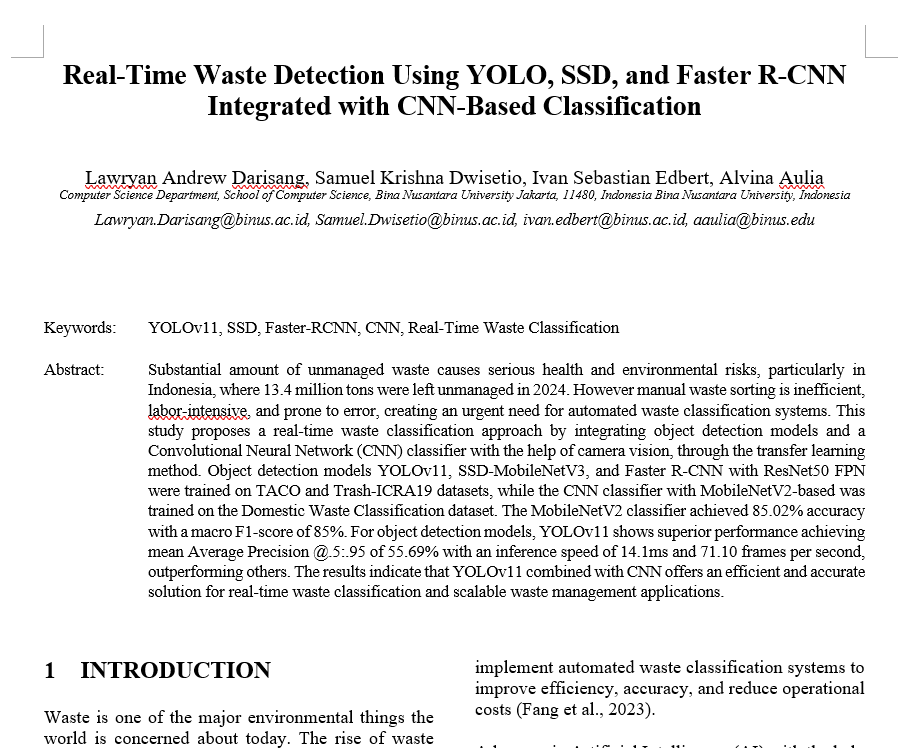 Real-Time Waste Detection Using YOLO, SSD, and Faster R-CNN
Integrated with CNN-Based Classification
Lawryan Andrew Darisang, Samuel Krishna Dwisetio, Ivan Sebastian Edbert, Alvina Aulia
Computer Science Department, School of Computer Science, Bina Nusantara University Jakarta, 11480, Indonesia Bina Nusantara University, Indonesia
Lawryan.Darisang@binus.ac.id, Samuel.Dwisetio@binus.ac.id, ivan.edbert@binus.ac.id, aaulia@binus.edu
Keywords: YOLOv11, SSD, Faster-RCNN, CNN, Real-Time Waste Classification
Abstract: Substantial amount of unmanaged waste causes serious health and environmental risks, particularly in
Indonesia, where 13.4 million tons were left unmanaged in 2024. However manual waste sorting is inefficient,
labor-intensive, and prone to error, creating an urgent need for automated waste classification systems. This
study proposes a real-time waste classification approach by integrating object detection models and a
Convolutional Neural Network (CNN) classifier with the help of camera vision, through the transfer learning
method. Object detection models YOLOv11, SSD-MobileNetV3, and Faster R-CNN with ResNet50 FPN
were trained on TACO and Trash-ICRA19 datasets, while the CNN classifier with MobileNetV2-based was
trained on the Domestic Waste Classification dataset. The MobileNetV2 classifier achieved 85.02% accuracy
with a macro F1-score of 85%. For object detection models, YOLOv11 shows superior performance achieving
mean Average Precision @.5:.95 of 55.69% with an inference speed of 14.1ms and 71.10 frames per second,
outperforming others. The results indicate that YOLOv11 combined with CNN offers an efficient and accurate
solution for real-time waste classification and scalable waste management applications.
1 INTRODUCTION
Waste is one of the major environmental things the
world is concerned about today. The rise of waste
implement automated waste classification systems to
improve efficiency, accuracy, and reduce operational
costs (Fang et al., 2023).